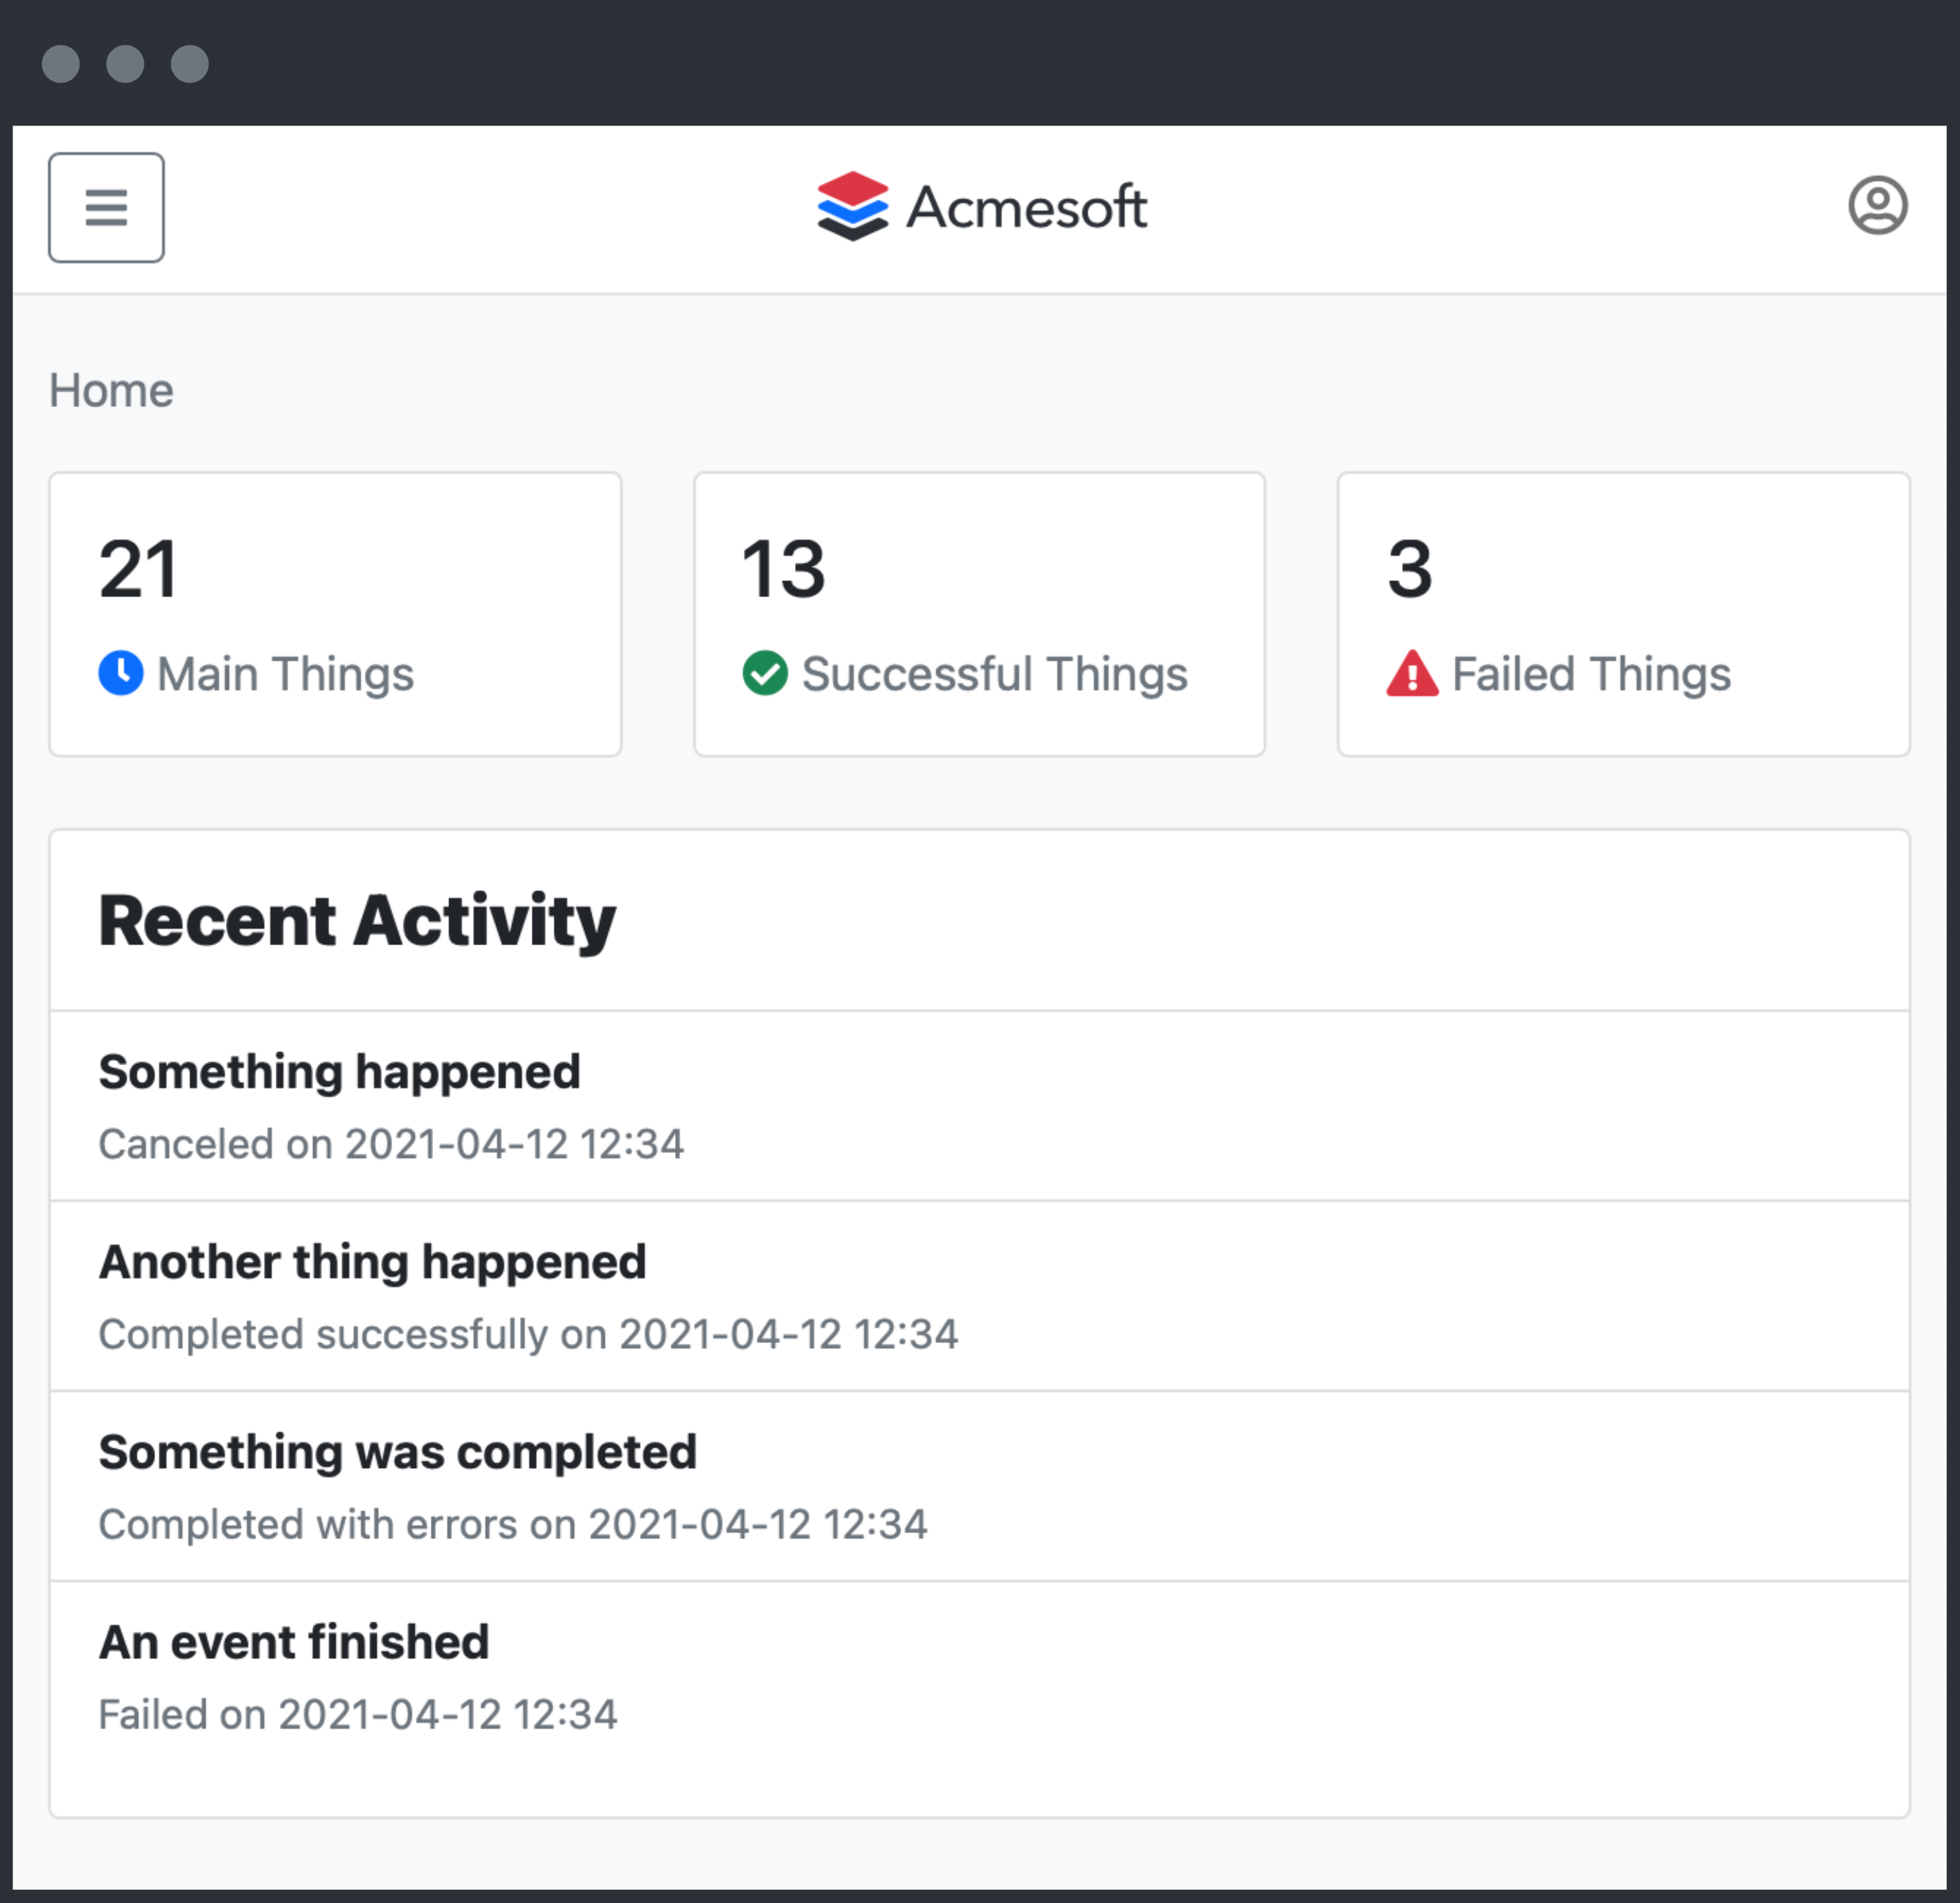 Acmesoft
Home
21
Main Things
13
Successful Things
3
Failed Things
Recent Activity
Something happened
Canceled on 2021-04-12 12:34
Another thing happened
Completed successfully on 2021-04-12 12:34
Something was completed
Completed with errors on 2021-04-12 12:34
An event finished
Failed on 2021-04-12 12:34